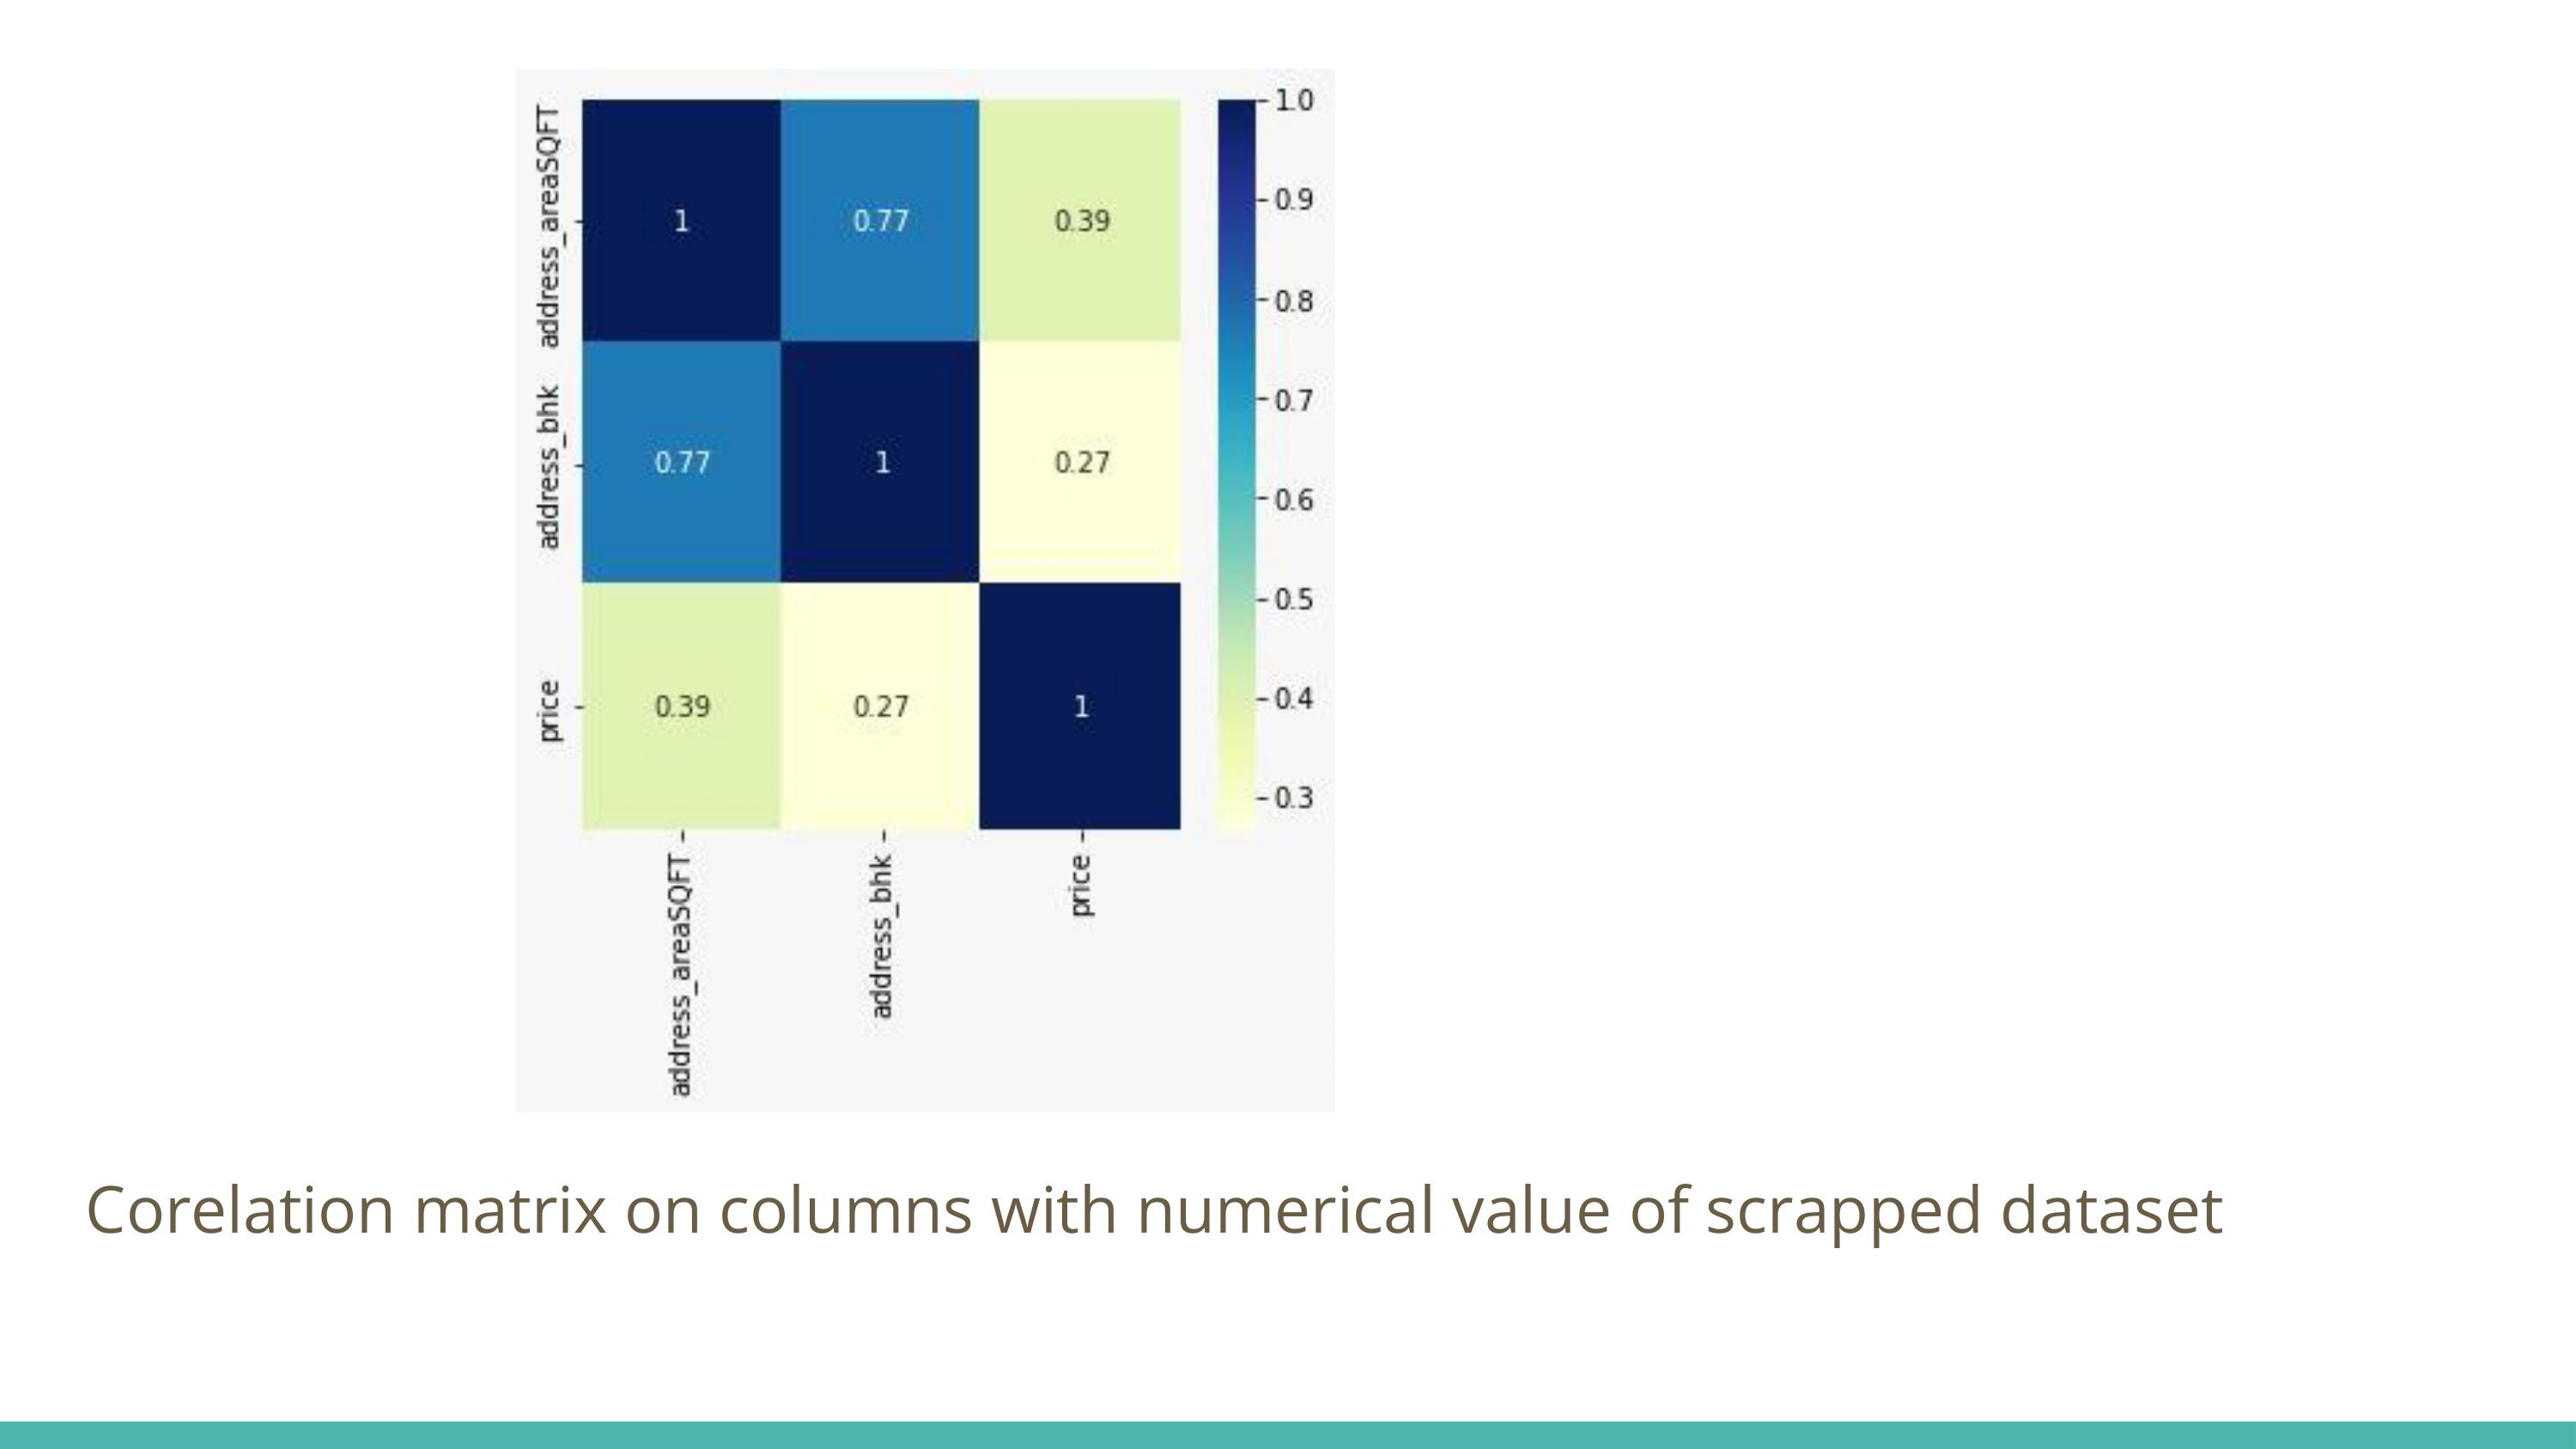 address_areaSQFT
address_bhk
price
1 0.77 0.39
0.77 1 0.27
0.39 0.27 1
1.0
0.9
0.8
0.7
0.6
0.5
0.4
0.3
address_areaSQFT
address_bhk
price
Corelation matrix on columns with numerical value of scrapped dataset